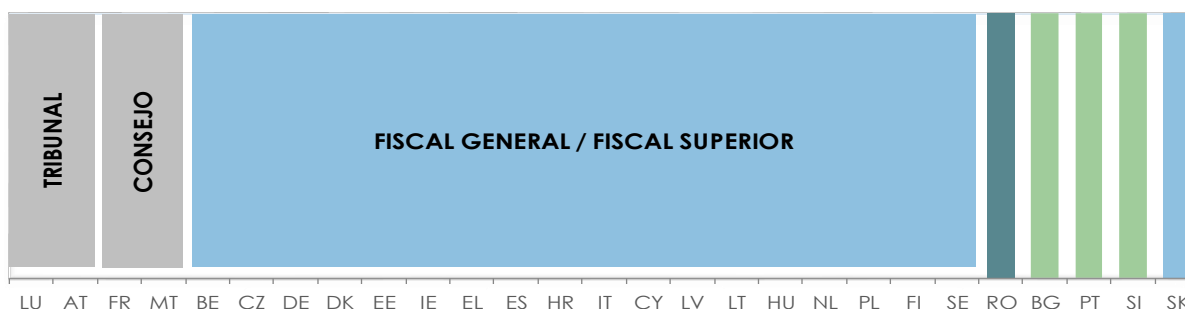 TRIBUNAL
CONSEJO
FISCAL GENERAL / FISCAL SUPERIOR
LU AT FR MT BE CZ DE DK EE IE EL ES HR IT CY LV LT HU NL PL FI SE RO BG PT SI SK